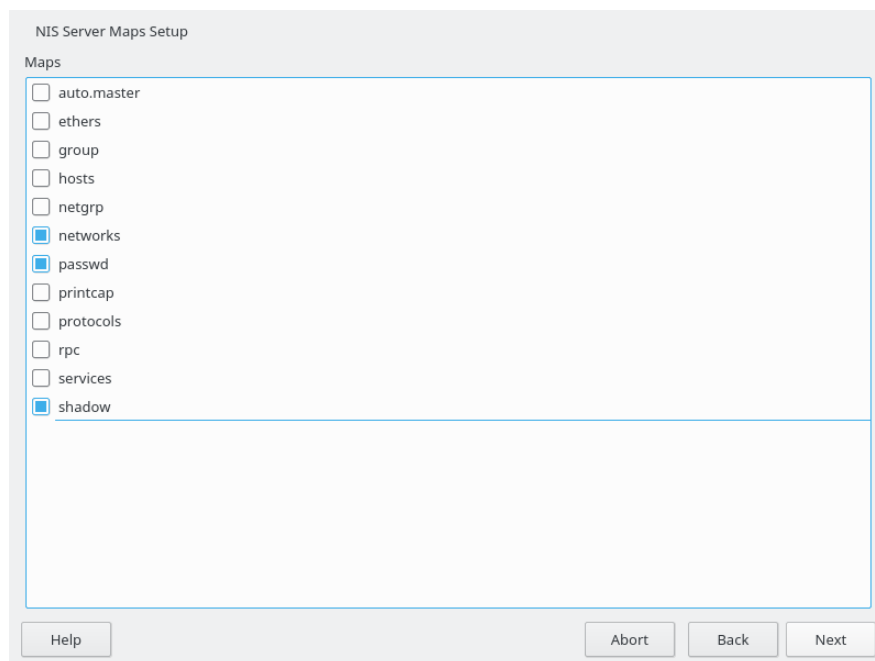 NIS Server Maps Setup
Maps
auto.master
ethers
group
hosts
netgrp
networks
passwd
printcap
protocols
rpc
services
shadow
Help Abort Back Next